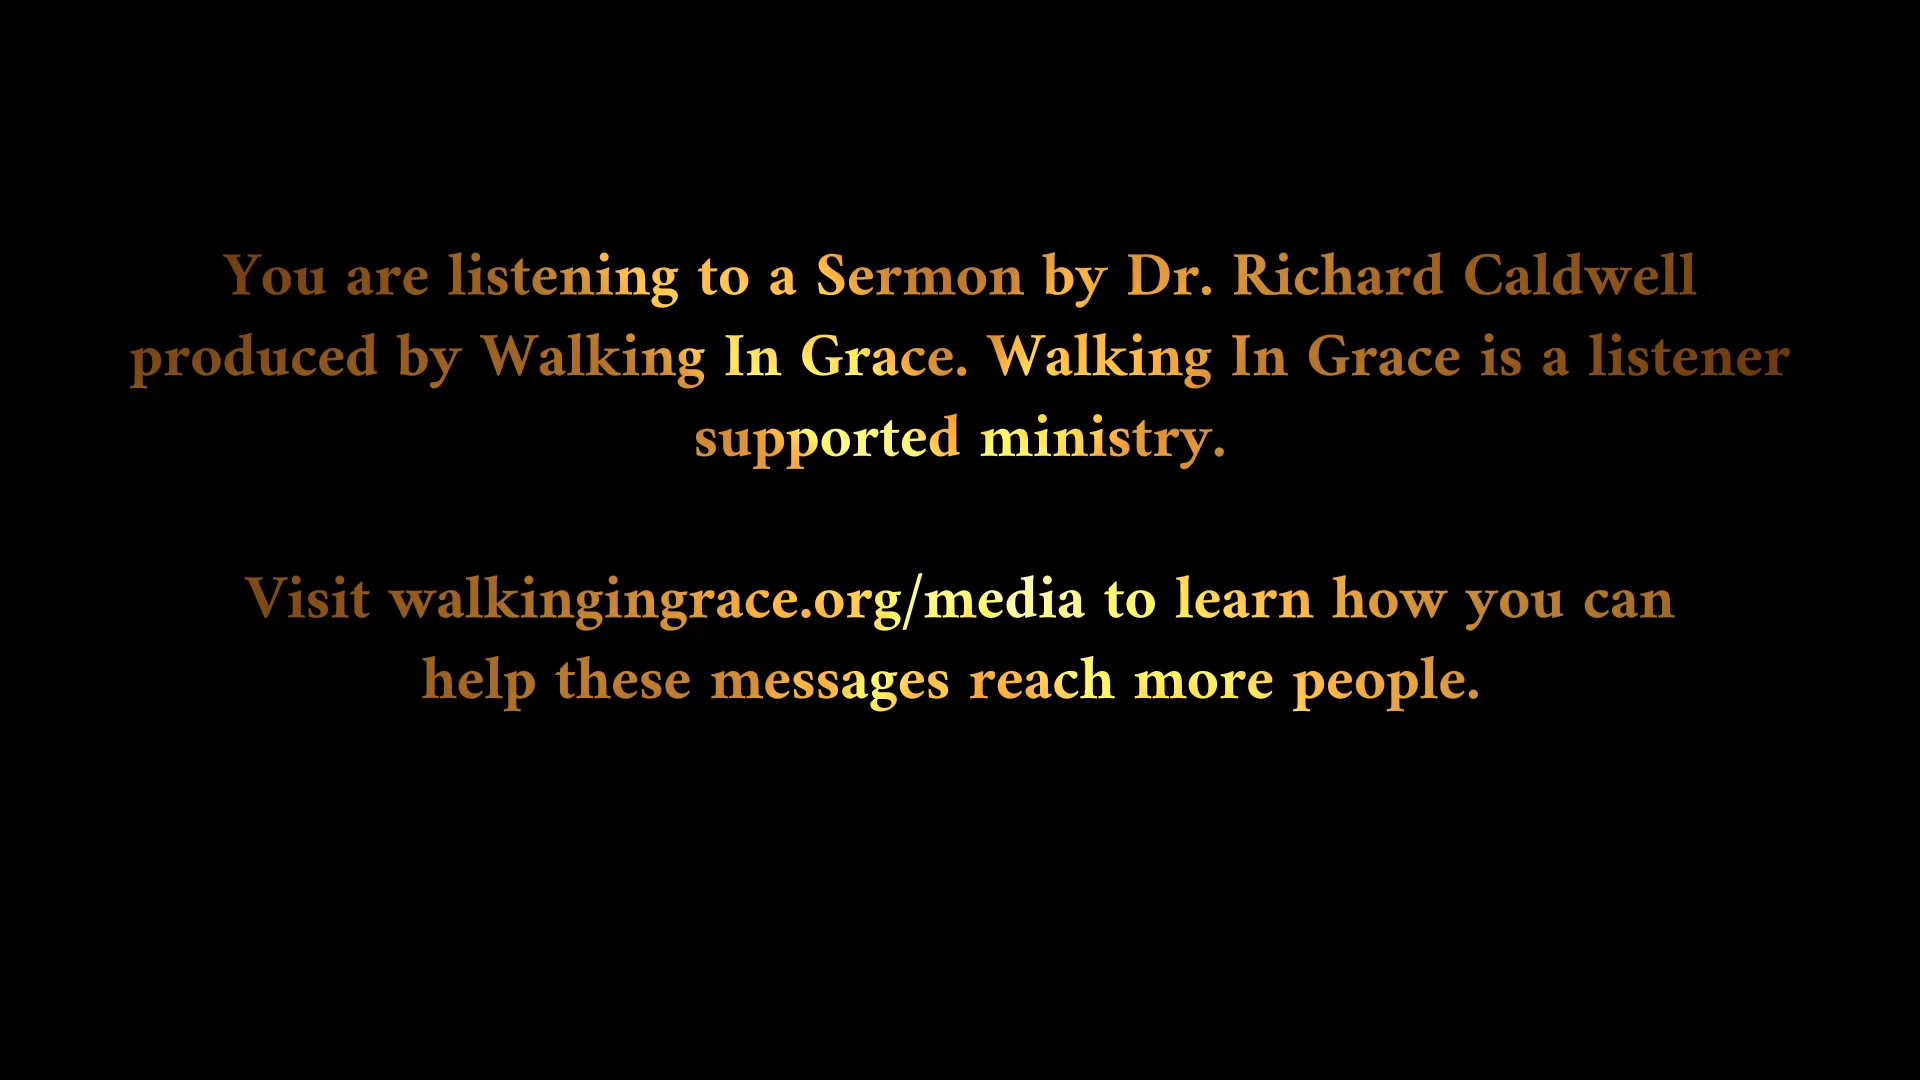 You are listening to a Sermon by Dr. Richard Caldwell
produced by Walking In Grace. Walking In Grace is a listener
supported ministry.
Visit walkingingrace.org/media to learn how you can
help these messages reach more people.